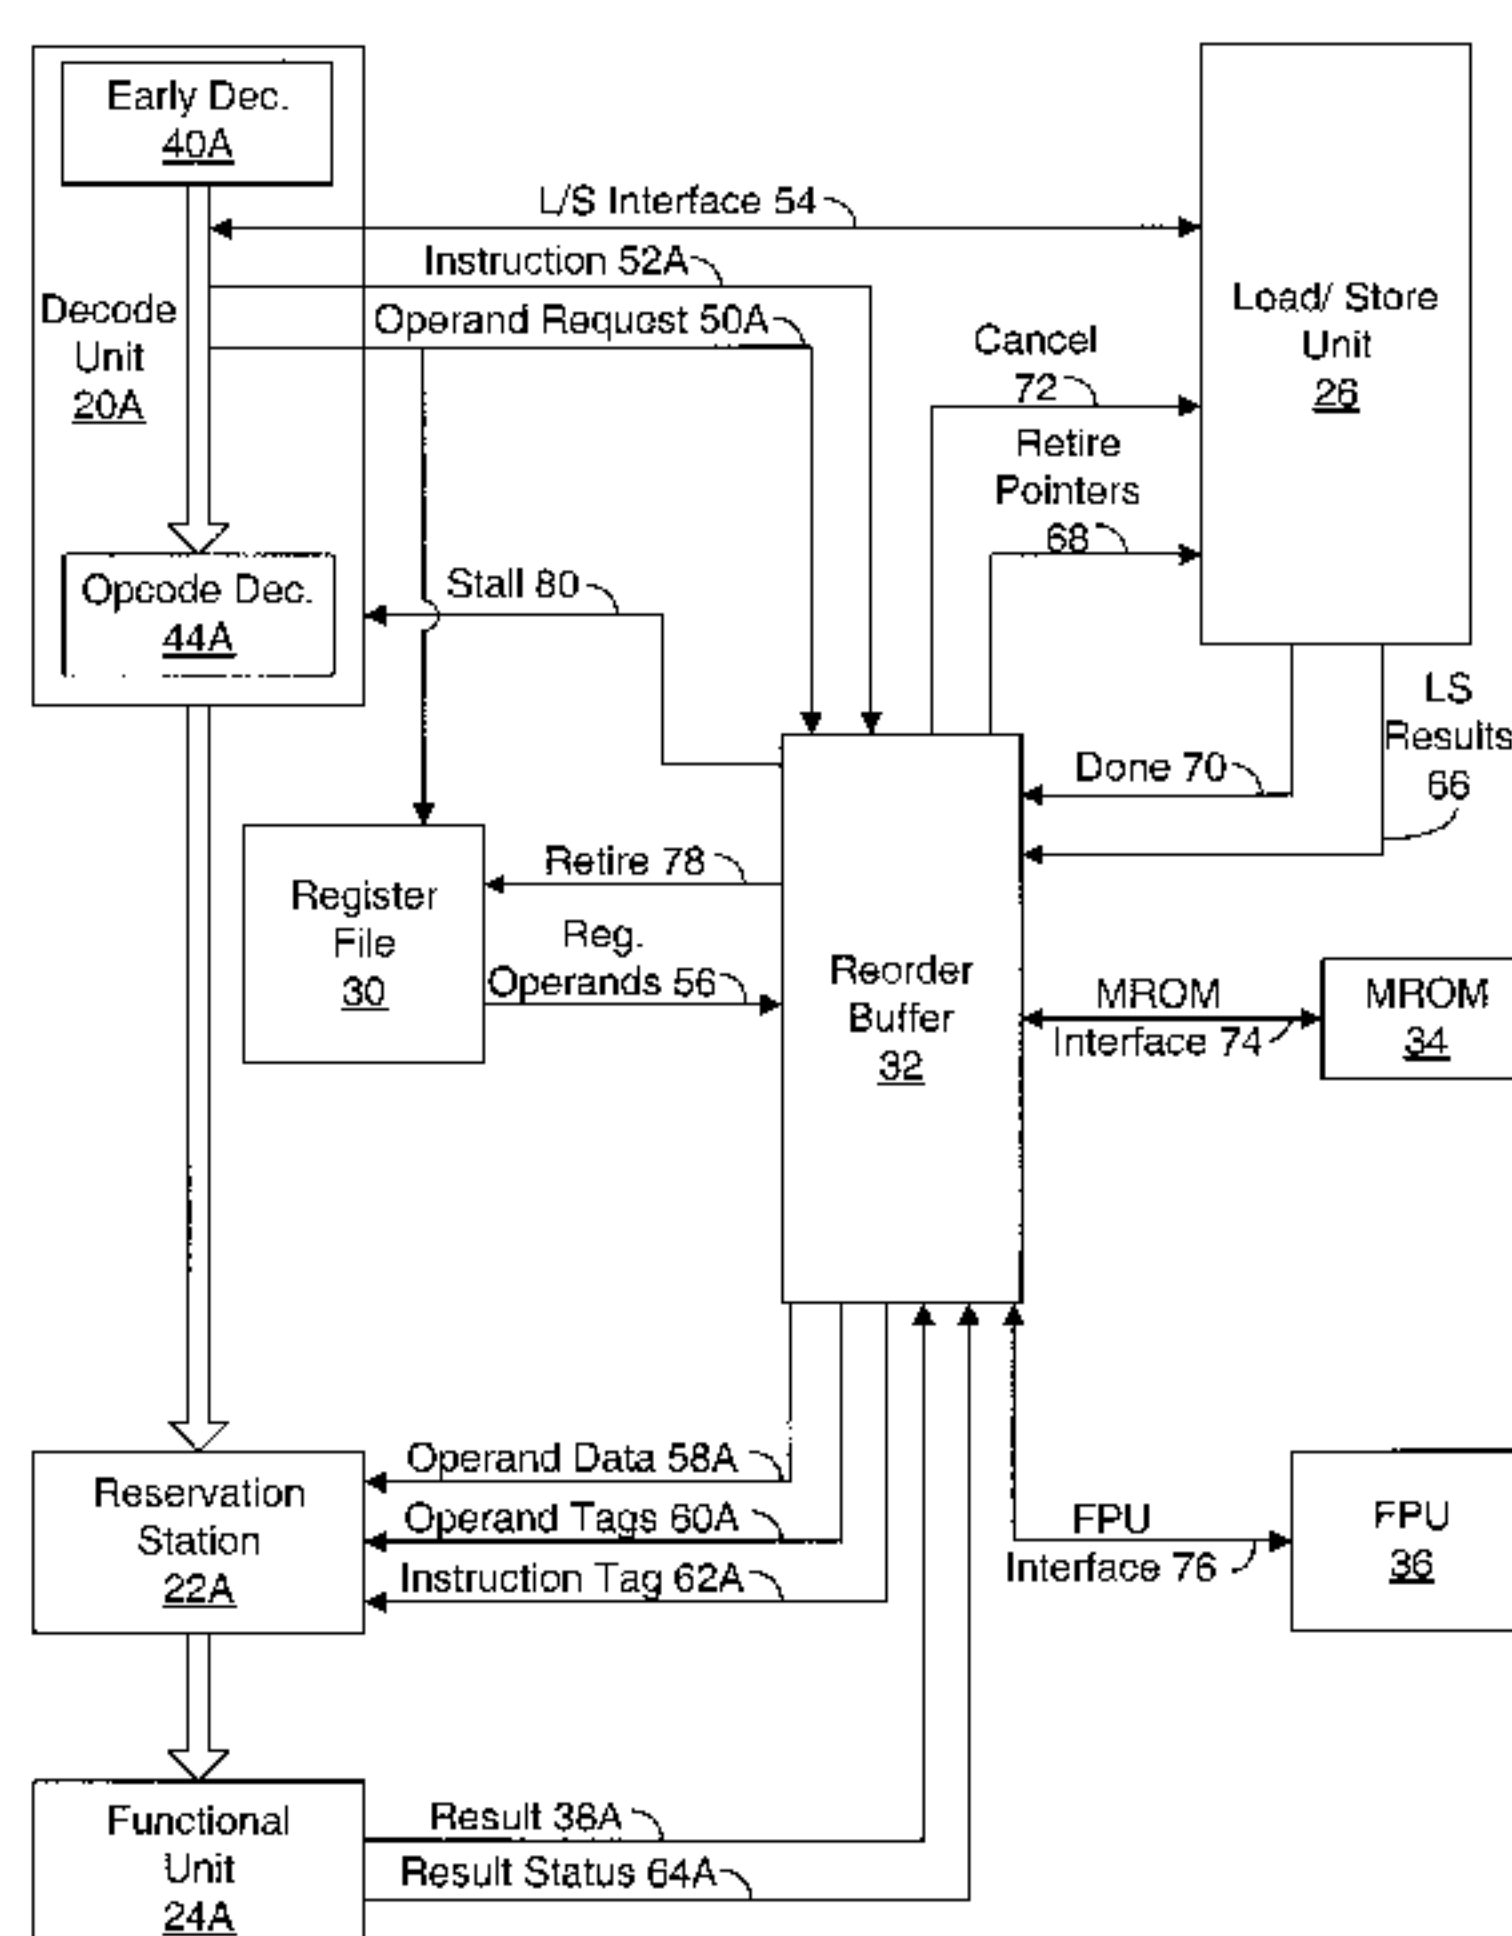 Early Dec.
40A
L/S Interface 54
Instruction 52A
Operand Request 50A
Decode
Unit
20A
Load/ Store
Unit
26
Cancel
72
Retire
Pointers
68
Opcode Dec.
44A
Stall 80
LS
Results
66
Done 70
Register
File
30
Retire 78
Reg.
Operands 56
Reorder
Buffer
32
MROM
Interface 74
MROM
34
Reservation
Station
22A
Operand Data 58A
Operand Tags 60A
Instruction Tag 62A
FPU
Interface 76
FPU
36
Functional
Unit
24A
Result 38A
Result Status 64A